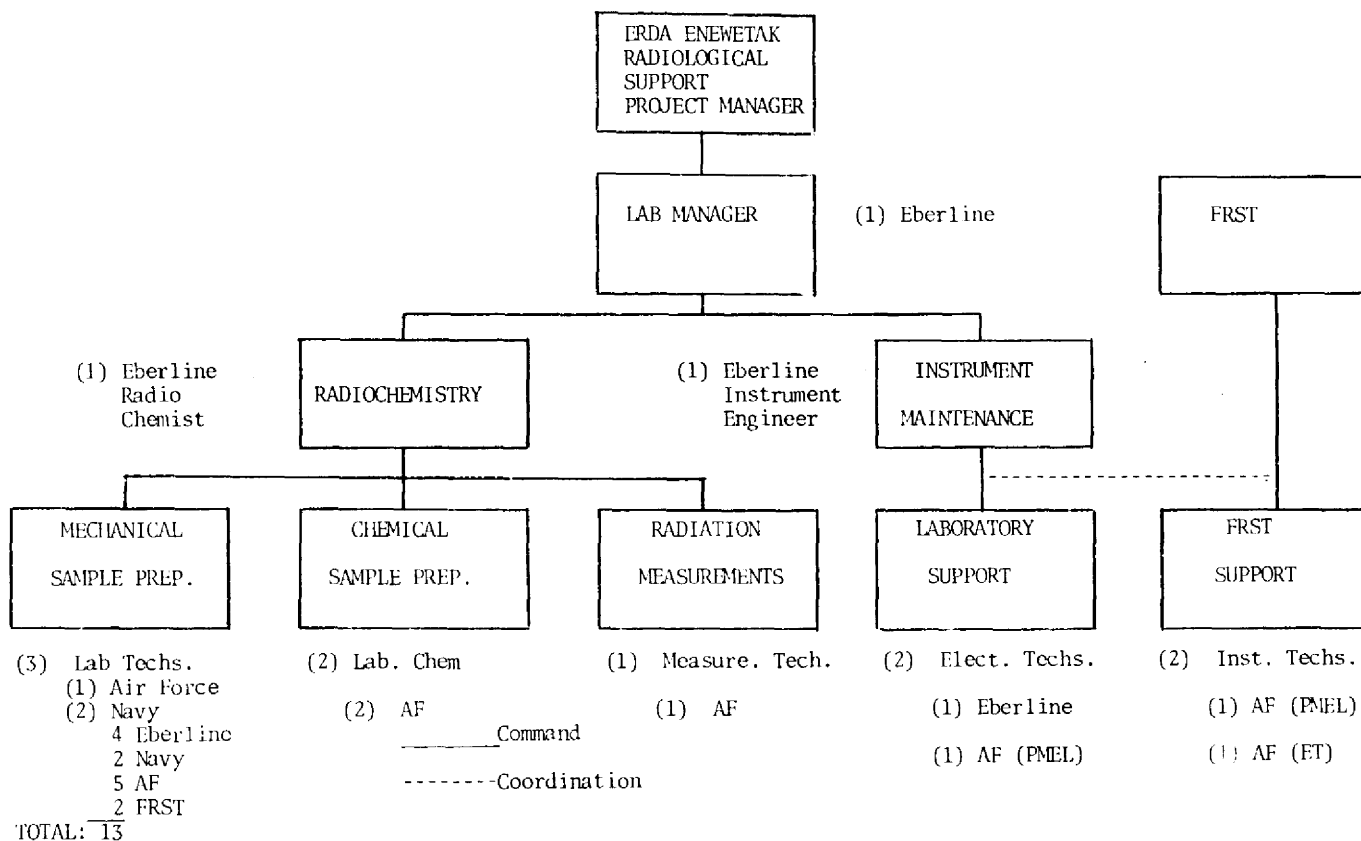 ERDA ENEWETAK
RADIOLOGICAL
SUPPORT
PROJECT MANAGER
LAB MANAGER
(1) Eberline
FRST
(1) Eberline
Radio
Chemist
RADIOCHEMISTRY
(1) Eberline
Instrument
Engineer
INSTRUMENT
MAINTENANCE
MECHANICAL
SAMPLE PREP.
CHEMICAL
SAMPLE PREP.
RADIATION
MEASUREMENTS
LABORATORY
SUPPORT
FRST
SUPPORT
(3) Lab Techs.
(1) Air Force
(2) Navy
4 Eberline
2 Navy
5 AF
2 FRST
TOTAL: 13
(2) Lab. Chem
(2) AF
(1) Measure. Tech.
(1) AF
(2) Elect. Techs.
(1) Eberline
(1) AF (PMEL)
(2) Inst. Techs.
(1) AF (PMEL)
(1) AF (ET)
Command
Coordination